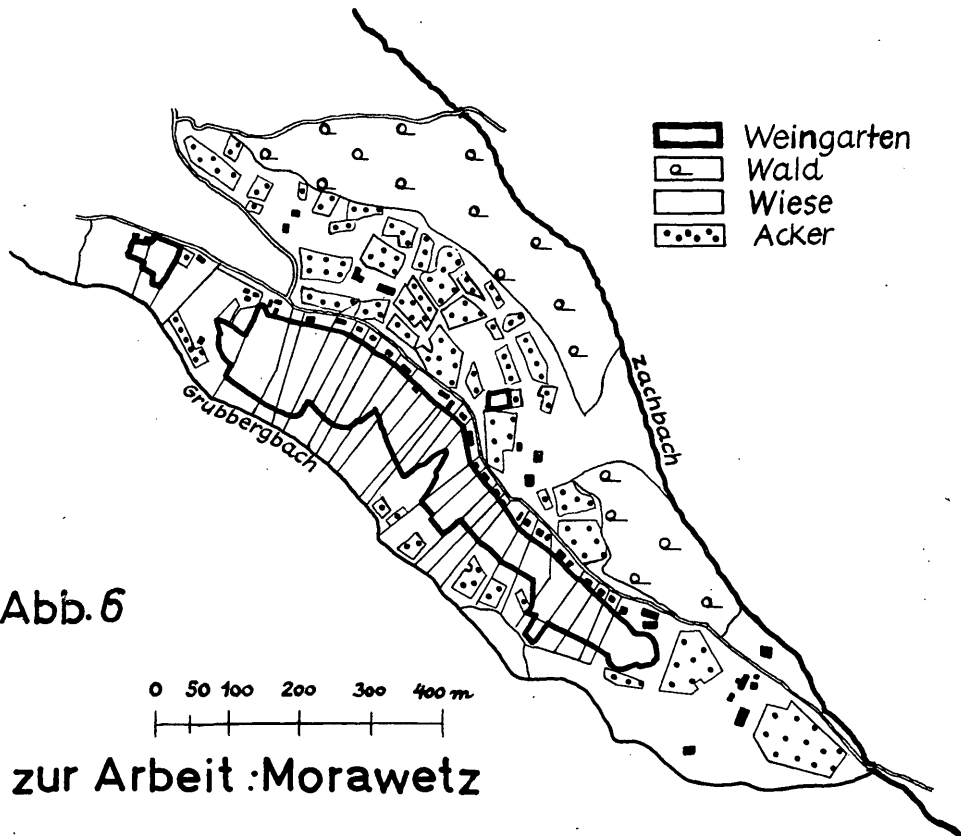 Weingarten
Wald
Wiese
Acker
Zachbach
Grubbergbach
Abb. 6
0 50 100 200 300 400 m
zur Arbeit :Morawetz